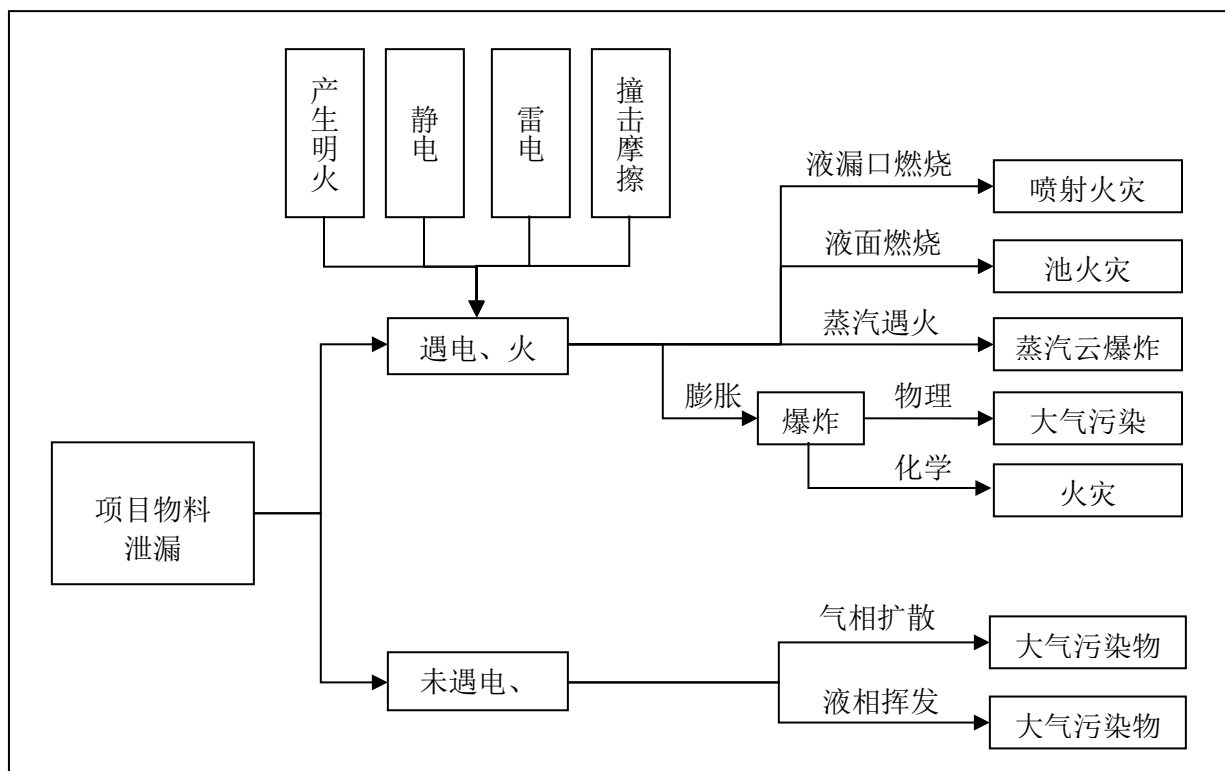 产生明火
静电
雷电
撞击摩擦
液漏口燃烧
喷射火灾
液面燃烧
池火灾
遇电、火
蒸汽遇火
蒸汽云爆炸
膨胀
爆炸
物理
大气污染
化学
火灾
项目物料
泄漏
气相扩散
大气污染物
未遇电、
液相挥发
大气污染物